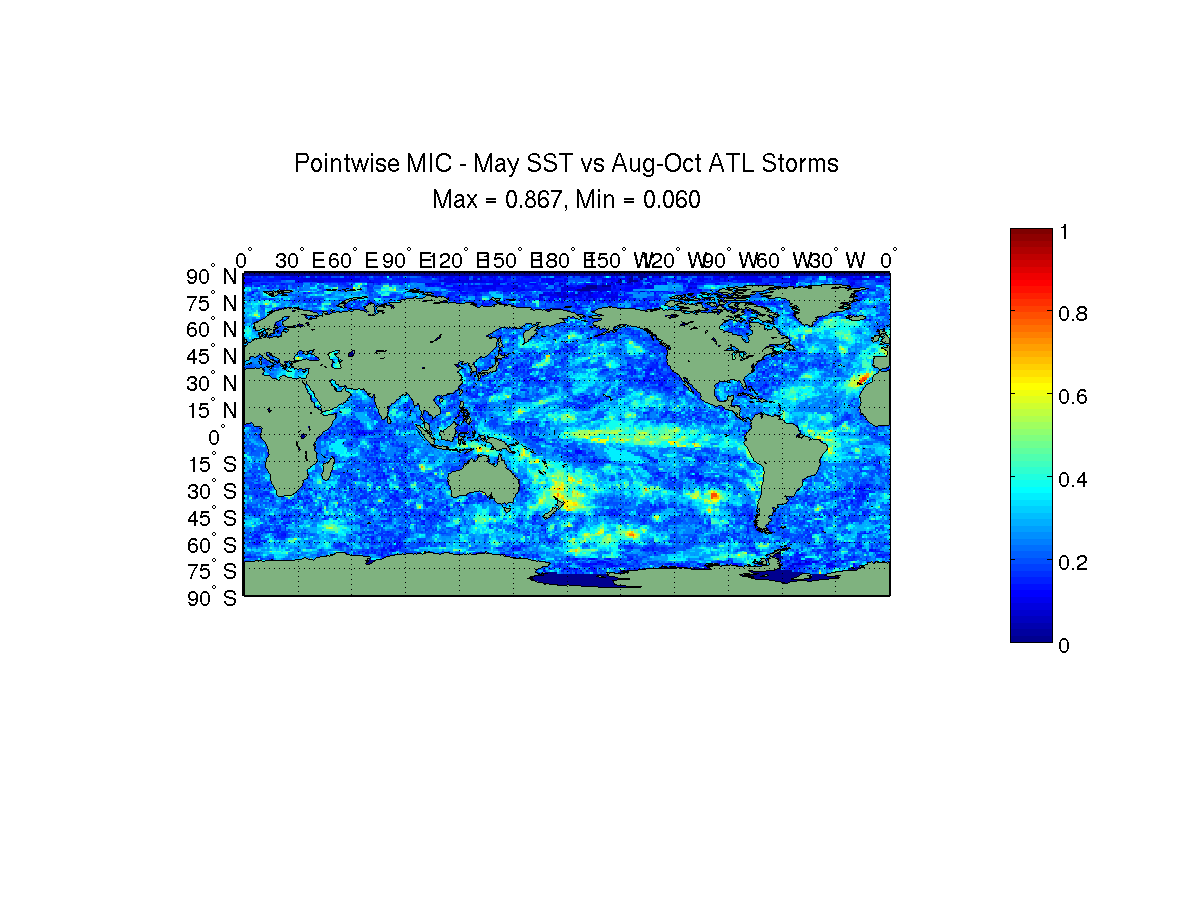 Pointwise MIC - May SST vs Aug-Oct ATL Storms
Max = 0.867, Min = 0.060
0° 30° E 60° E 90° E 120° E 150° E 180° E 150° W 120° W 90° W 60° W 30° W 0°
90° N
75° N
60° N
45° N
30° N
15° N
0°
15° S
30° S
45° S
60° S
75° S
90° S
1
0.8
0.6
0.4
0.2
0